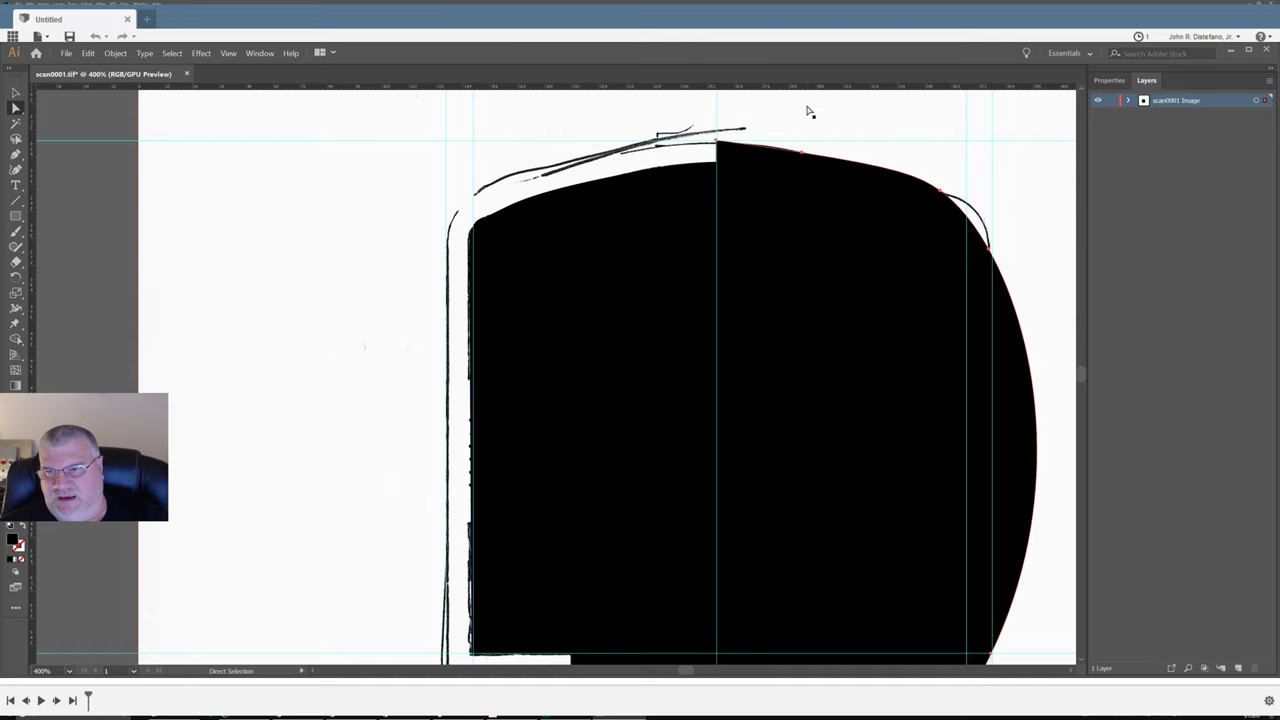 Untitled
John R. Distefano, Jr.
Ai
File Edit Object Type Select Effect View Window Help
Essentials
Search Adobe Stock
scan0001.tif* @ 400% (RGB/GPU Preview)
Properties Layers
scan0001 Image
400%
1
Direct Selection
1 Layer